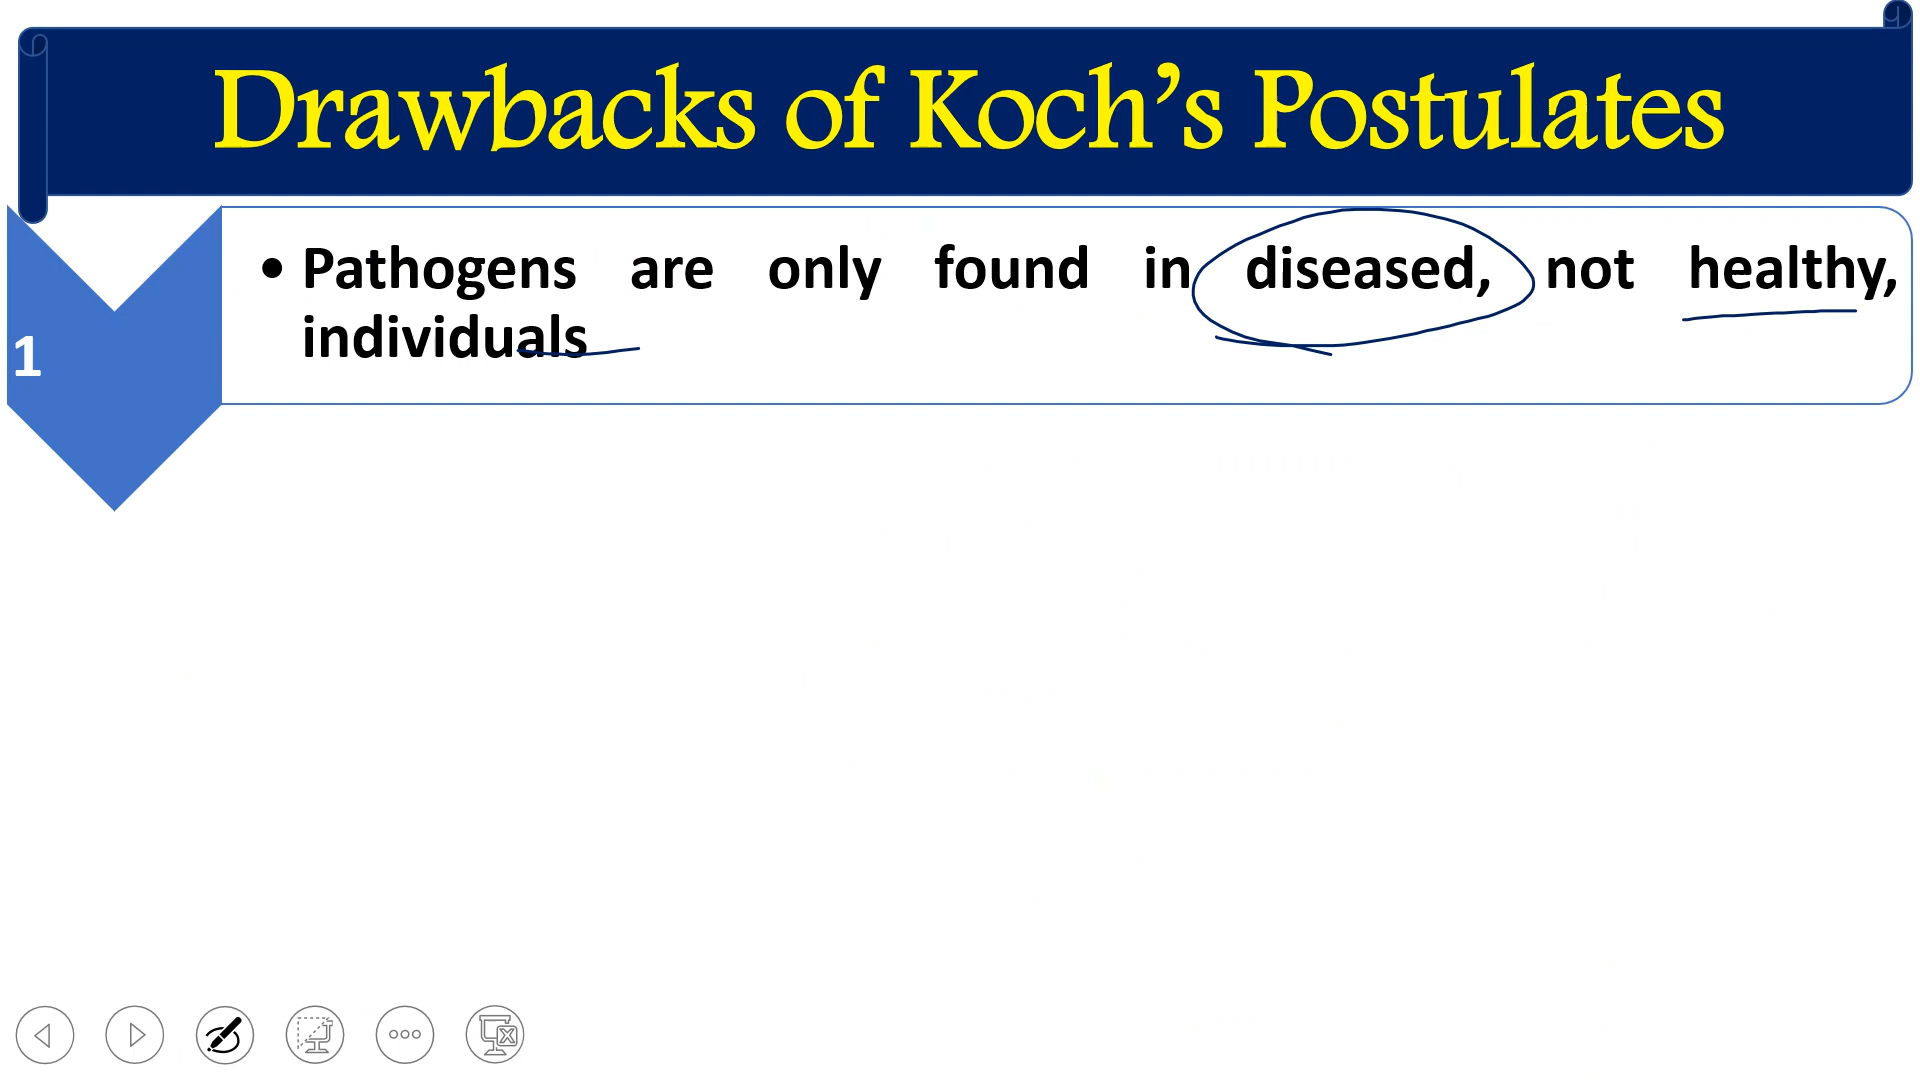 Drawbacks of Koch’s Postulates
• Pathogens are only found in diseased, not healthy,
individuals
1